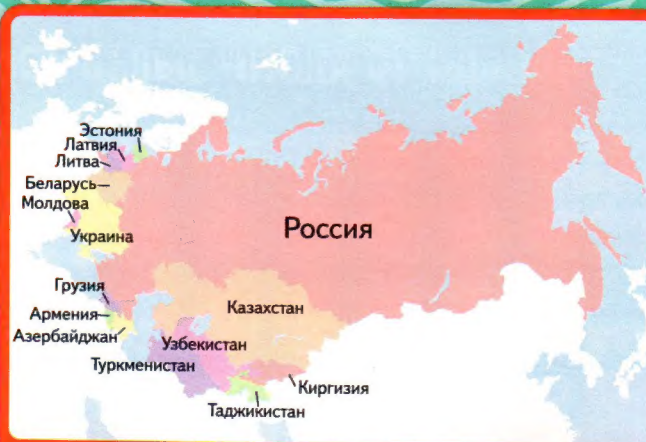 Эстония
Латвия
Литва
Беларусь
Молдова
Украина
Россия
Грузия
Казахстан
Армения
Азербайджан
Узбекистан
Туркменистан
Киргизия
Таджикистан